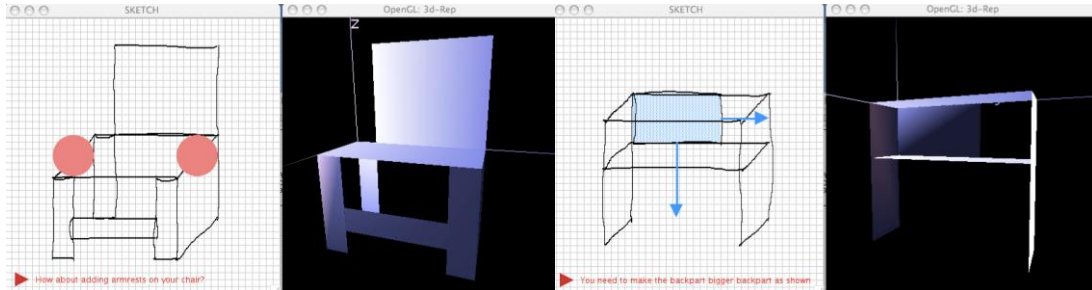 SKETCH
OpenGL: 3d-Rep
SKETCH
OpenGL: 3d-Rep
Z
How about adding armrests on your chair?
You need to make the backpart bigger backpart as shown